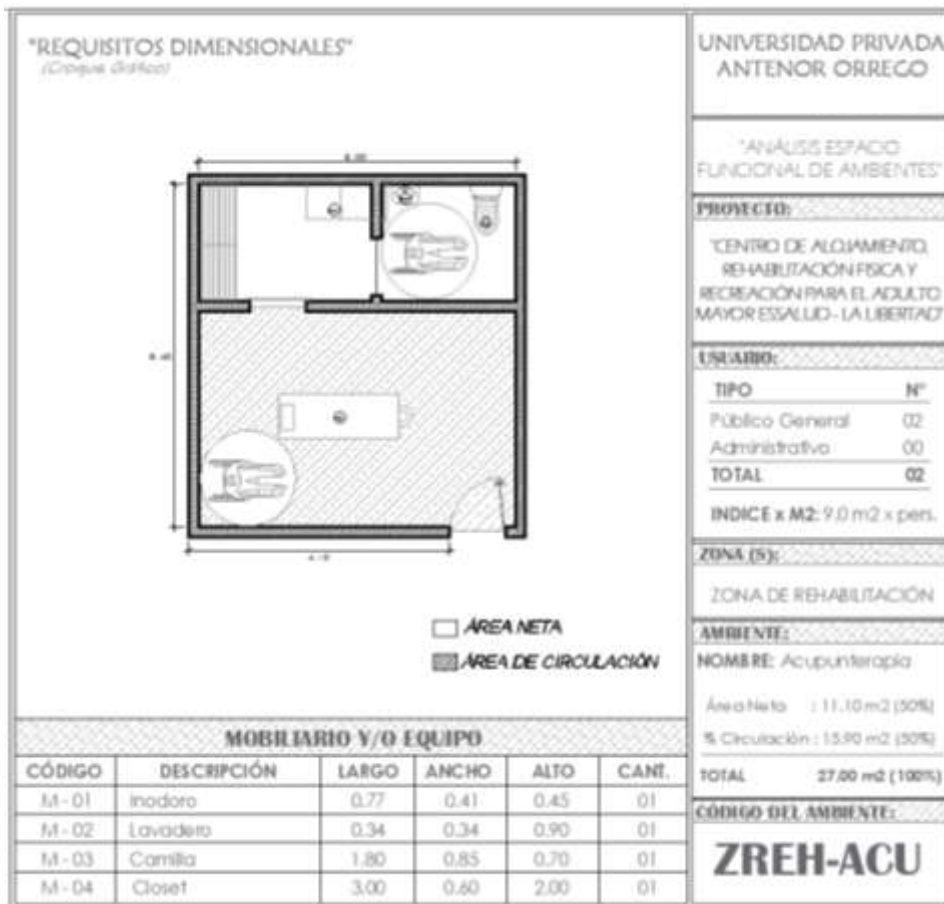 "REQUISITOS DIMENSIONALES"
(Croquis Gráfico)
ÁREA NETA
ÁREA DE CIRCULACIÓN
MOBILIARIO Y/O EQUIPO
CÓDIGO DESCRIPCIÓN LARGO ANCHO ALTO CANT.
M - 01 Inodoro 0.77 0.41 0.45 01
M - 02 Lavadero 0.34 0.34 0.90 01
M - 03 Camilla 1.80 0.85 0.70 01
M - 04 Closet 3.00 0.60 2.00 01
UNIVERSIDAD PRIVADA
ANTENOR ORREGO
"ANÁLISIS ESPACIO
FUNCIONAL DE AMBIENTES"
PROYECTO:
"CENTRO DE ALOJAMIENTO,
REHABILITACIÓN FISICA Y
RECREACIÓN PARA EL ADULTO
MAYOR ESSALUD - LA LIBERTAD"
USUARIO:
TIPO N°
Público General 02
Administrativo 00
TOTAL 02
INDICE x M2: 9.0 m2 x pers.
ZONA (S):
ZONA DE REHABILITACIÓN
AMBIENTE:
NOMBRE: Acupunterapia
Área Neta : 11.10 m2 (50%)
% Circulación : 15.90 m2 (50%)
TOTAL 27.00 m2 (100%)
CÓDIGO DEL AMBIENTE:
ZREH-ACU